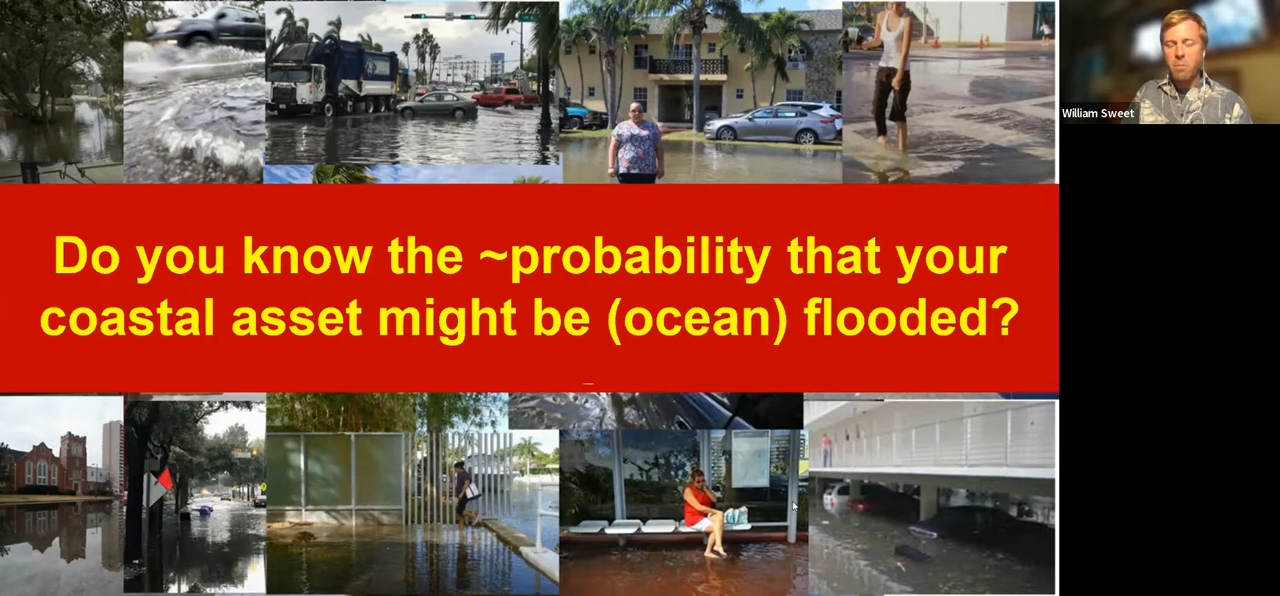 William Sweet
Do you know the ~probability that your
coastal asset might be (ocean) flooded?